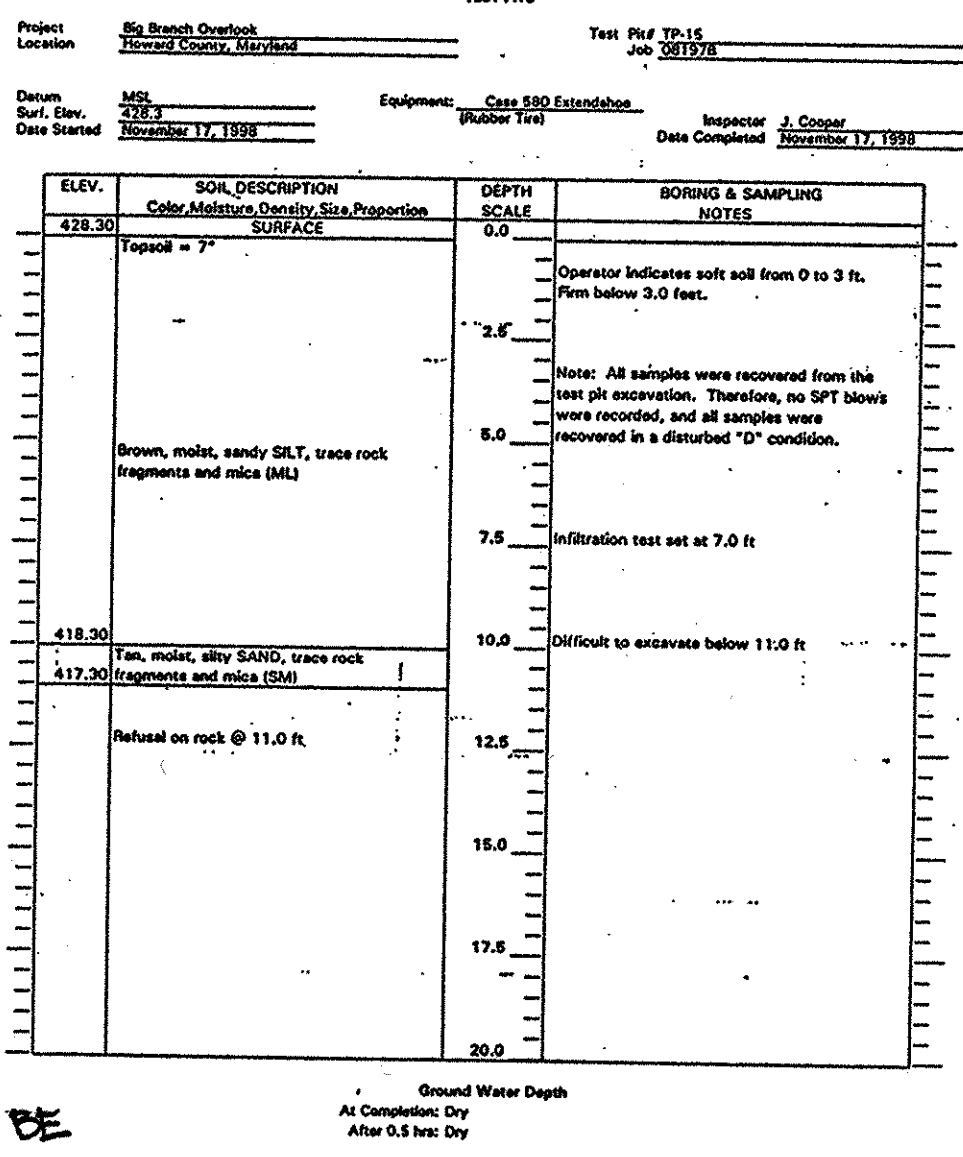 Project Big Branch Overlook
Test Pit# TP-15
Location Howard County, Maryland
Job 081978
Datum MSL
Equipment: Case 580 Extendahoe
Surf. Elev. 428.3
(Rubber Tire)
Inspector J. Cooper
Date Started November 17, 1998
Date Completed November 17, 1998
ELEV. SOIL DESCRIPTION DEPTH BORING & SAMPLING
Color,Moisture,Density,Size,Proportion SCALE NOTES
428.30 SURFACE 0.0
Topsoil = 7"
Operator indicates soft soil from 0 to 3 ft.
Firm below 3.0 feet.
2.5
Note: All samples were recovered from the
test pit excavation. Therefore, no SPT blows
were recorded, and all samples were
5.0 recovered in a disturbed "D" condition.
Brown, moist, sandy SILT, trace rock
fragments and mica (ML)
7.5 Infiltration test set at 7.0 ft
418.30 10.0 Difficult to excavate below 11.0 ft
Tan, moist, silty SAND, trace rock
417.30 fragments and mica (SM)
Refusal on rock @ 11.0 ft. 12.5
15.0
17.5
20.0
Ground Water Depth
At Completion: Dry
After 0.5 hrs: Dry
BE